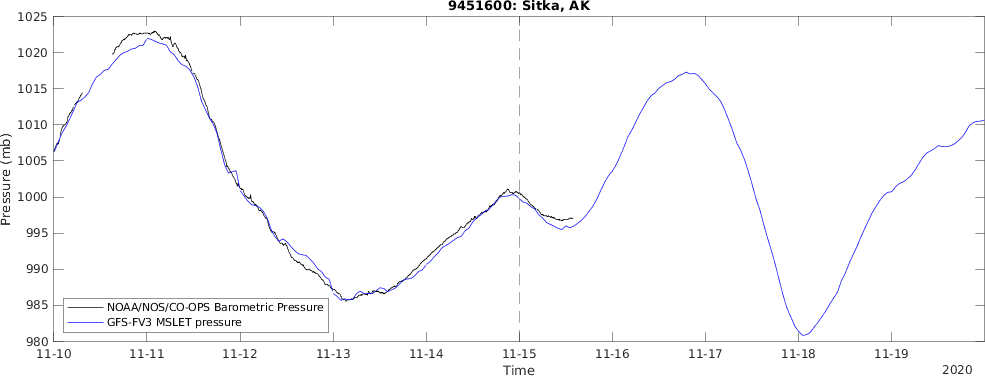 9451600: Sitka, AK
1025
1020
1015
1010
1005
1000
995
990
985
980
Pressure (mb)
NOAA/NOS/CO-OPS Barometric Pressure
GFS-FV3 MSLET pressure
11-10 11-11 11-12 11-13 11-14 11-15 11-16 11-17 11-18 11-19
Time
2020